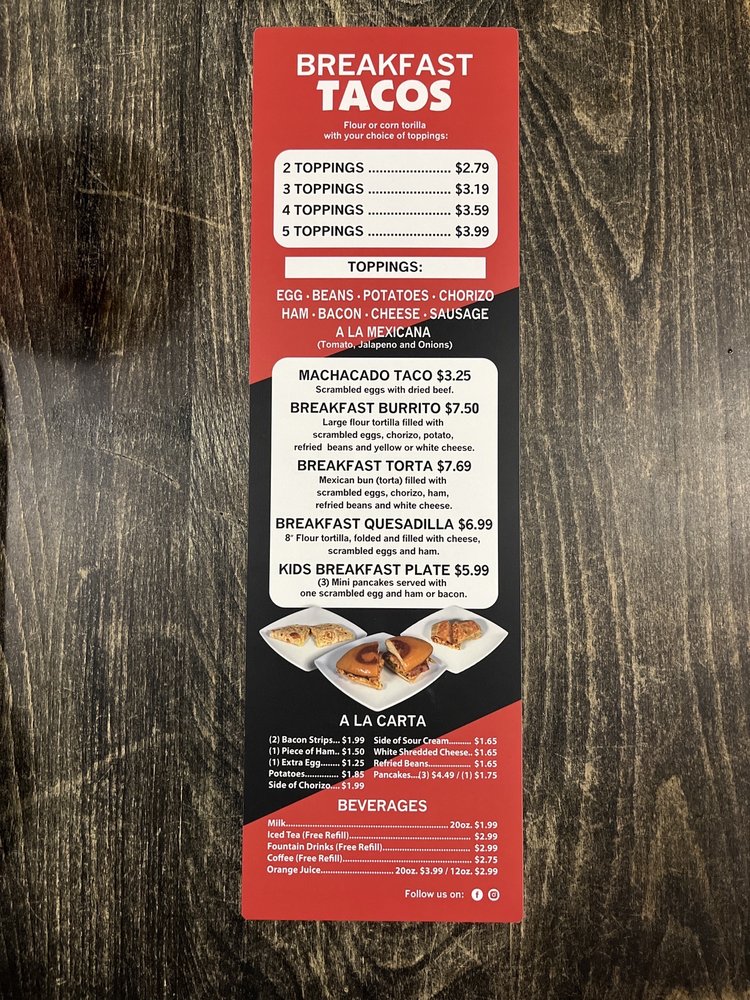 BREAKFAST
TACOS
Flour or corn torilla
with your choice of toppings:
2 TOPPINGS ...................... $2.79
3 TOPPINGS ...................... $3.19
4 TOPPINGS ...................... $3.59
5 TOPPINGS ...................... $3.99
TOPPINGS:
EGG · BEANS · POTATOES · CHORIZO
HAM · BACON · CHEESE · SAUSAGE
A LA MEXICANA
(Tomato, Jalapeno and Onions)
MACHACADO TACO $3.25
Scrambled eggs with dried beef.
BREAKFAST BURRITO $7.50
Large flour tortilla filled with
scrambled eggs, chorizo, potato,
refried beans and yellow or white cheese.
BREAKFAST TORTA $7.69
Mexican bun (torta) filled with
scrambled eggs, chorizo, ham,
refried beans and white cheese.
BREAKFAST QUESADILLA $6.99
8" Flour tortilla, folded and filled with cheese,
scrambled eggs and ham.
KIDS BREAKFAST PLATE $5.99
(3) Mini pancakes served with
one scrambled egg and ham or bacon.
A LA CARTA
(2) Bacon Strips... $1.99
(1) Piece of Ham.. $1.50
(1) Extra Egg........ $1.25
Potatoes.............. $1.85
Side of Chorizo.... $1.99
Side of Sour Cream.......... $1.65
White Shredded Cheese.. $1.65
Refried Beans.................. $1.65
Pancakes...(3) $4.49 / (1) $1.75
BEVERAGES
Milk............................................................ 20oz. $1.99
Iced Tea (Free Refill)............................................. $2.99
Fountain Drinks (Free Refill)................................. $2.99
Coffee (Free Refill)................................................ $2.75
Orange Juice........................... 20oz. $3.99 / 12oz. $2.99
Follow us on: